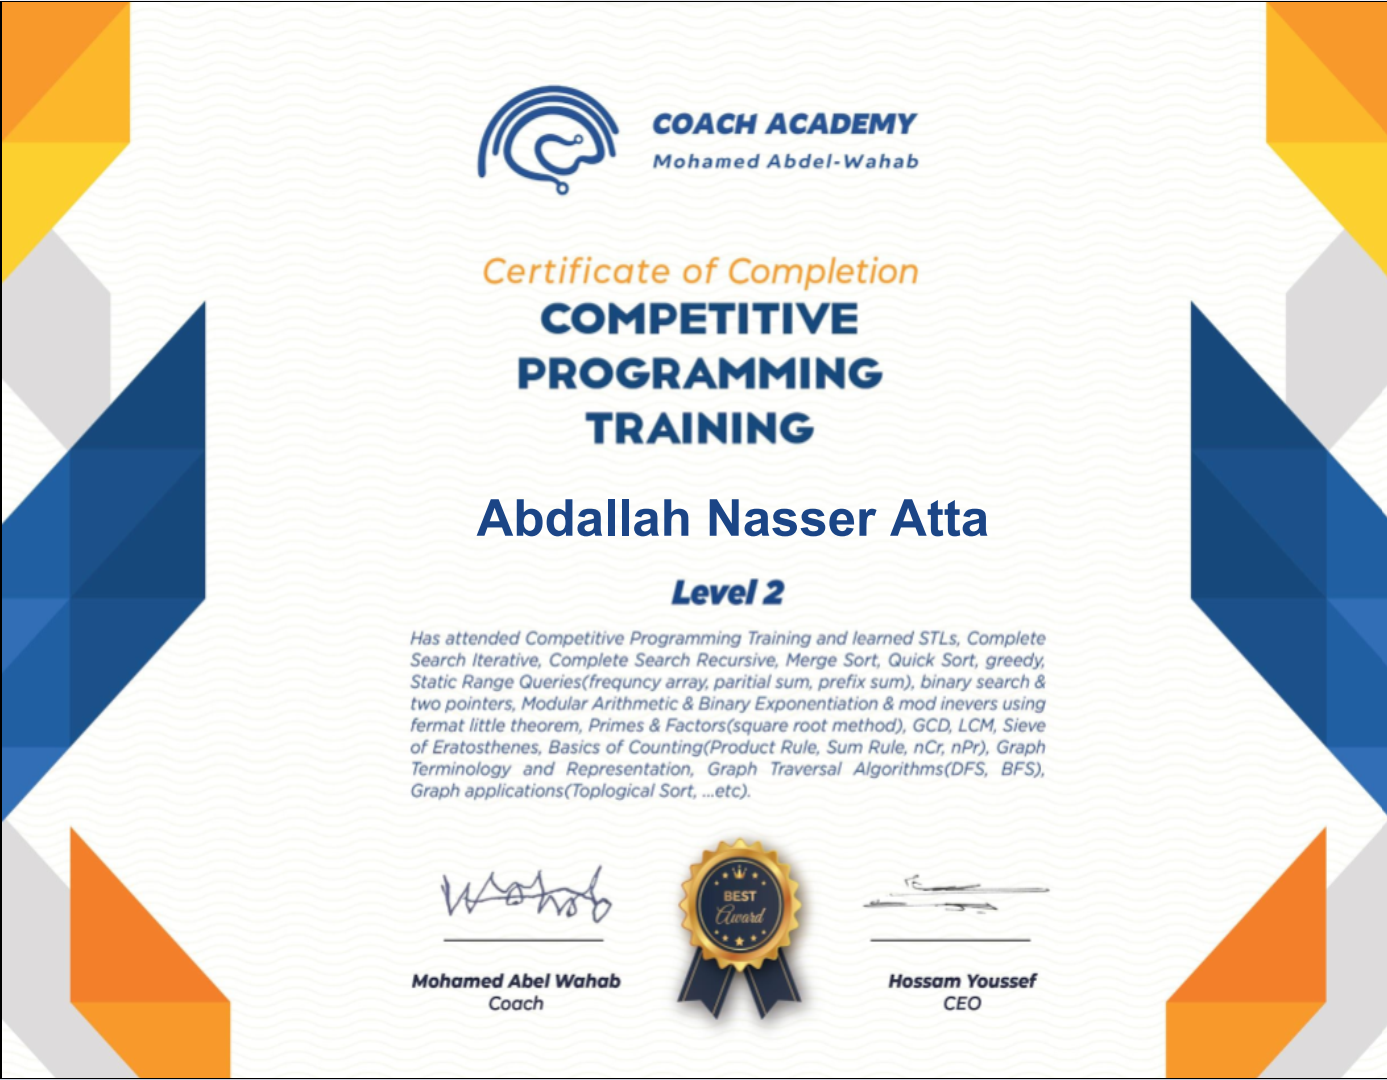 COACH ACADEMY
Mohamed Abdel-Wahab
Certificate of Completion
COMPETITIVE
PROGRAMMING
TRAINING
Abdallah Nasser Atta
Level 2
Has attended Competitive Programming Training and learned STLs, Complete
Search Iterative, Complete Search Recursive, Merge Sort, Quick Sort, greedy,
Static Range Queries(frequncy array, paritial sum, prefix sum), binary search &
two pointers, Modular Arithmetic & Binary Exponentiation & mod inevers using
fermat little theorem, Primes & Factors(square root method), GCD, LCM, Sieve
of Eratosthenes, Basics of Counting(Product Rule, Sum Rule, nCr, nPr), Graph
Terminology and Representation, Graph Traversal Algorithms(DFS, BFS),
Graph applications(Toplogical Sort, ...etc).
Wahab
BEST
Award
Mohamed Abel Wahab
Coach
Hossam Youssef
CEO